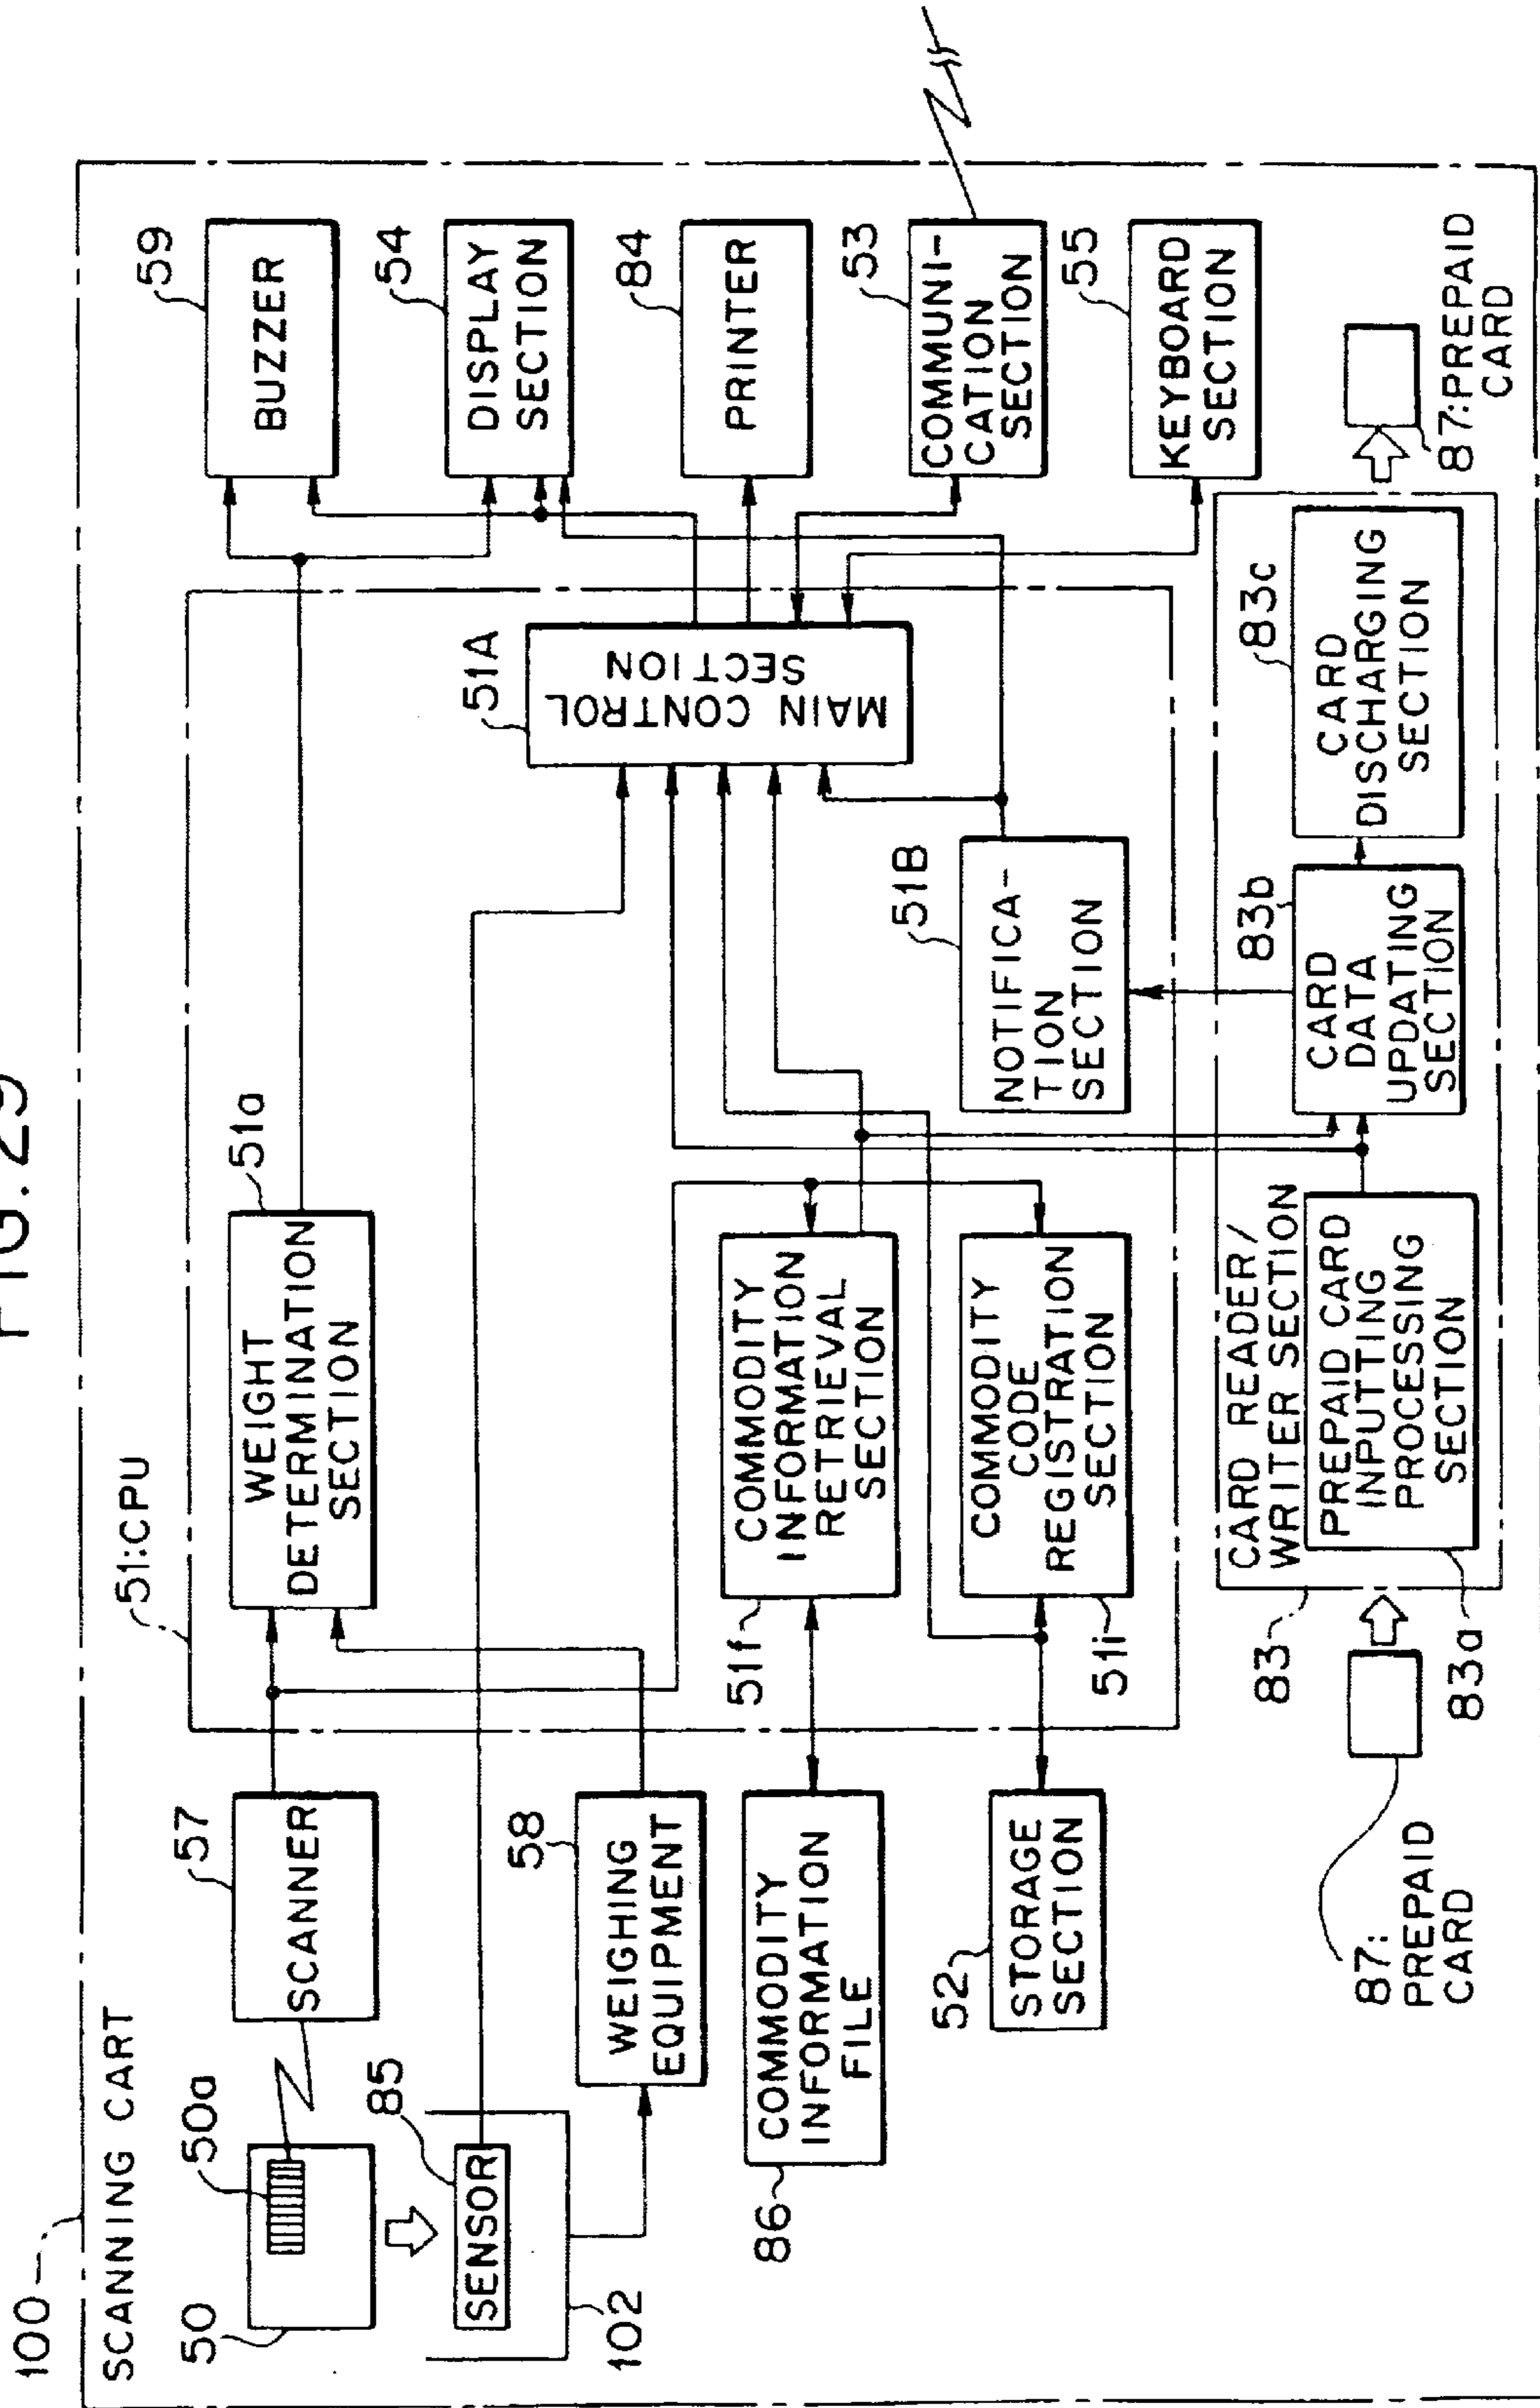 FIG. 29
100
SCANNING CART
50
50a
57
SCANNER
85
SENSOR
102
58
WEIGHING
EQUIPMENT
86
COMMODITY
INFORMATION
FILE
52
STORAGE
SECTION
87:
PREPAID
CARD
51:CPU
51a
WEIGHT
DETERMINATION
SECTION
51f
COMMODITY
INFORMATION
RETRIEVAL
SECTION
51i
COMMODITY
CODE
REGISTRATION
SECTION
51A
MAIN CONTROL
SECTION
51B
NOTIFICA-
TION
SECTION
83
CARD READER/
WRITER SECTION
83a
PREPAID CARD
INPUTTING
PROCESSING
SECTION
83b
CARD
DATA
UPDATING
SECTION
83c
CARD
DISCHARGING
SECTION
59
BUZZER
54
DISPLAY
SECTION
84
PRINTER
53
COMMUNI-
CATION
SECTION
55
KEYBOARD
SECTION
87:PREPAID
CARD